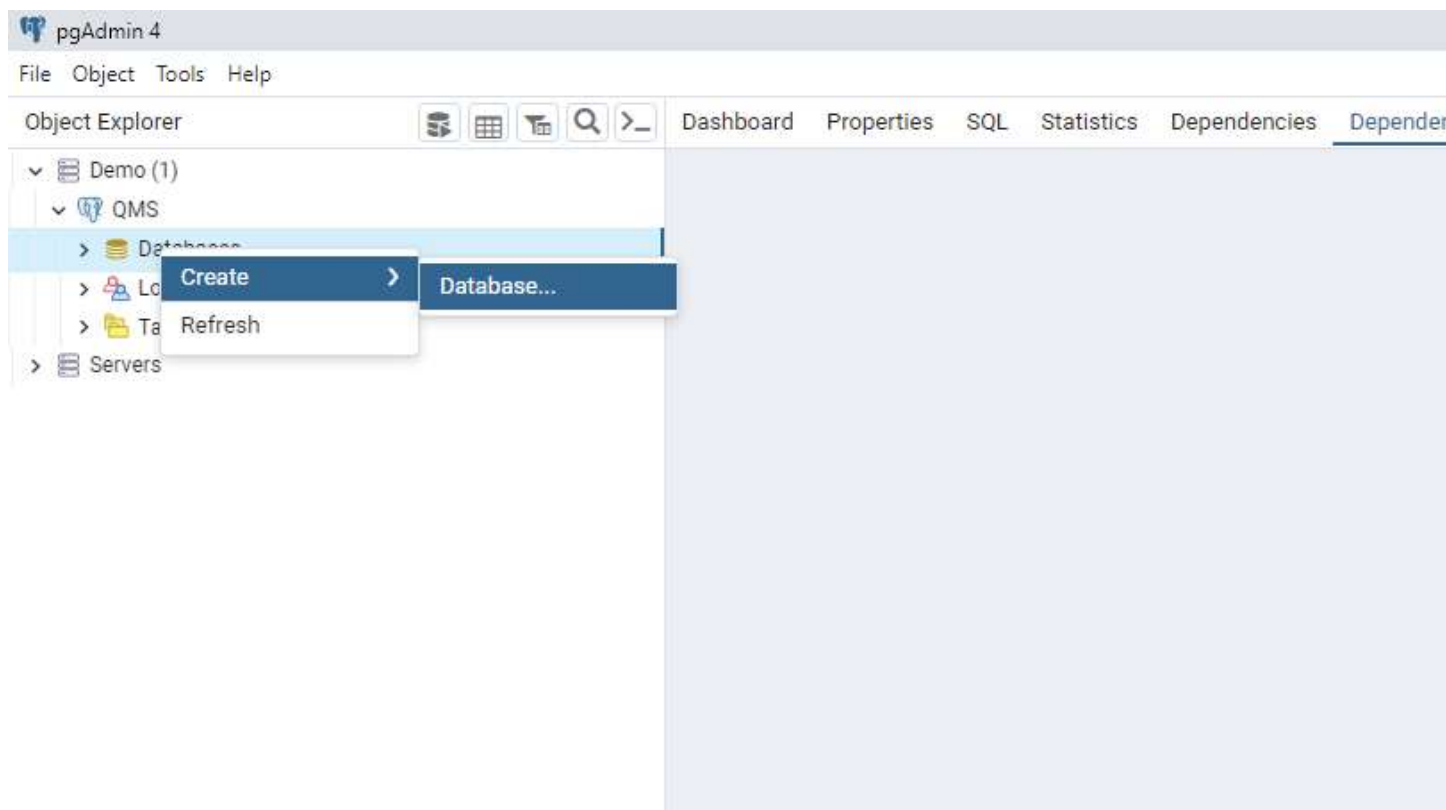 pgAdmin 4
File Object Tools Help
Object Explorer
Dashboard Properties SQL Statistics Dependencies
Demo (1)
QMS
Create
Database...
Refresh
Servers